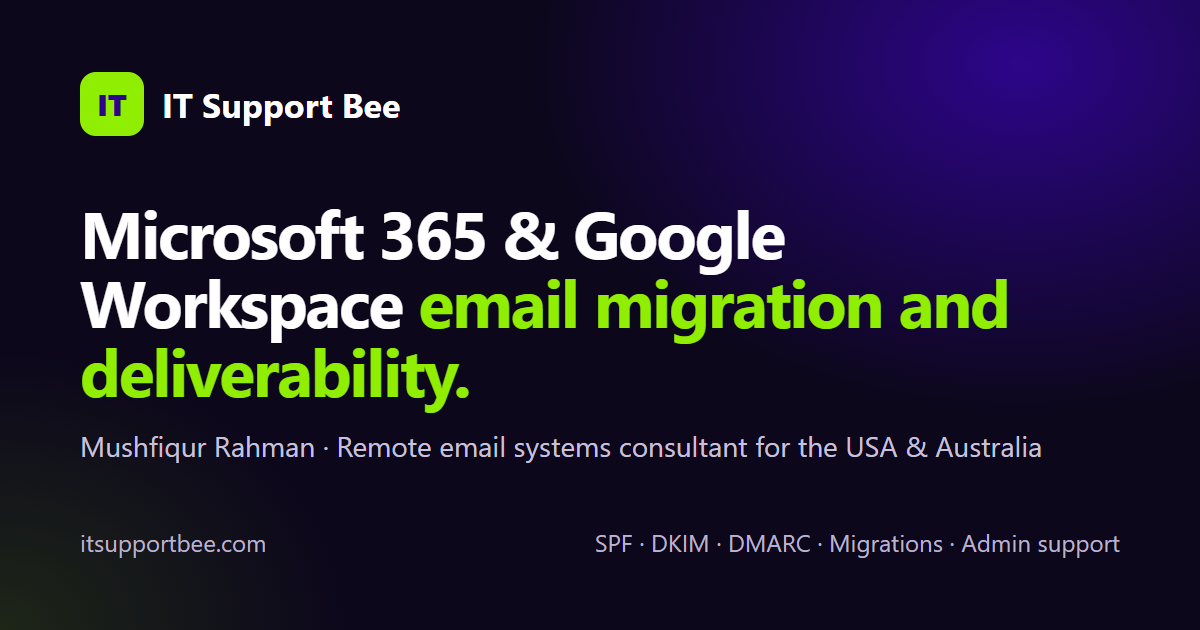 IT
IT Support Bee
Microsoft 365 & Google
Workspace email migration and
deliverability.
Mushfiqur Rahman · Remote email systems consultant for the USA & Australia
itsupportbee.com
SPF · DKIM · DMARC · Migrations · Admin support